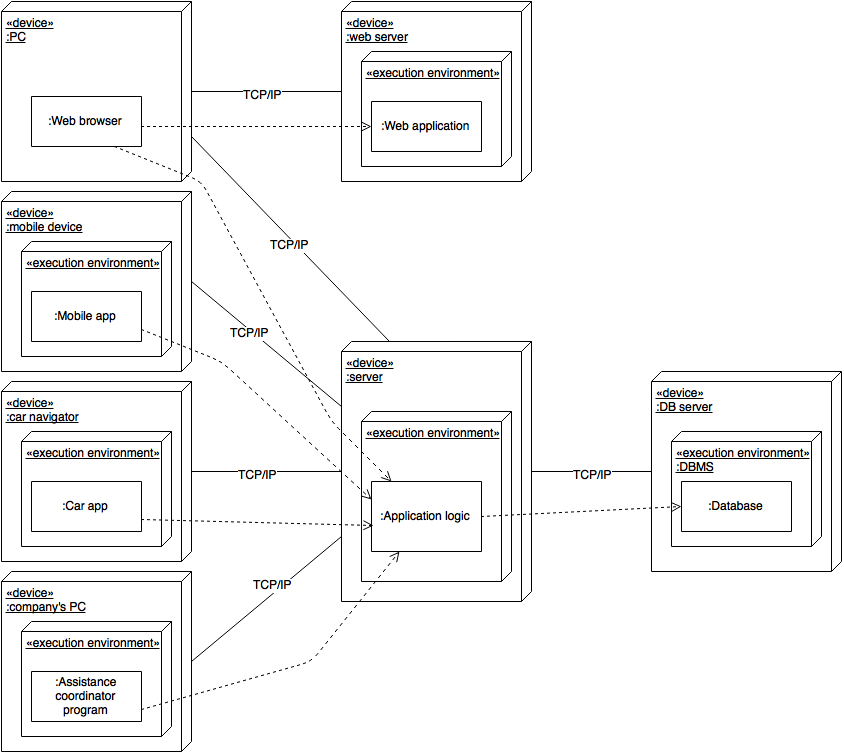 «device»
:PC
:Web browser
TCP/IP
«device»
:web server
«execution environment»
:Web application
TCP/IP
«device»
:mobile device
«execution environment»
:Mobile app
TCP/IP
«device»
:car navigator
«execution environment»
:Car app
TCP/IP
«device»
:company's PC
«execution environment»
:Assistance
coordinator
program
TCP/IP
«device»
:server
«execution environment»
:Application logic
TCP/IP
«device»
:DB server
«execution environment»
:DBMS
:Database